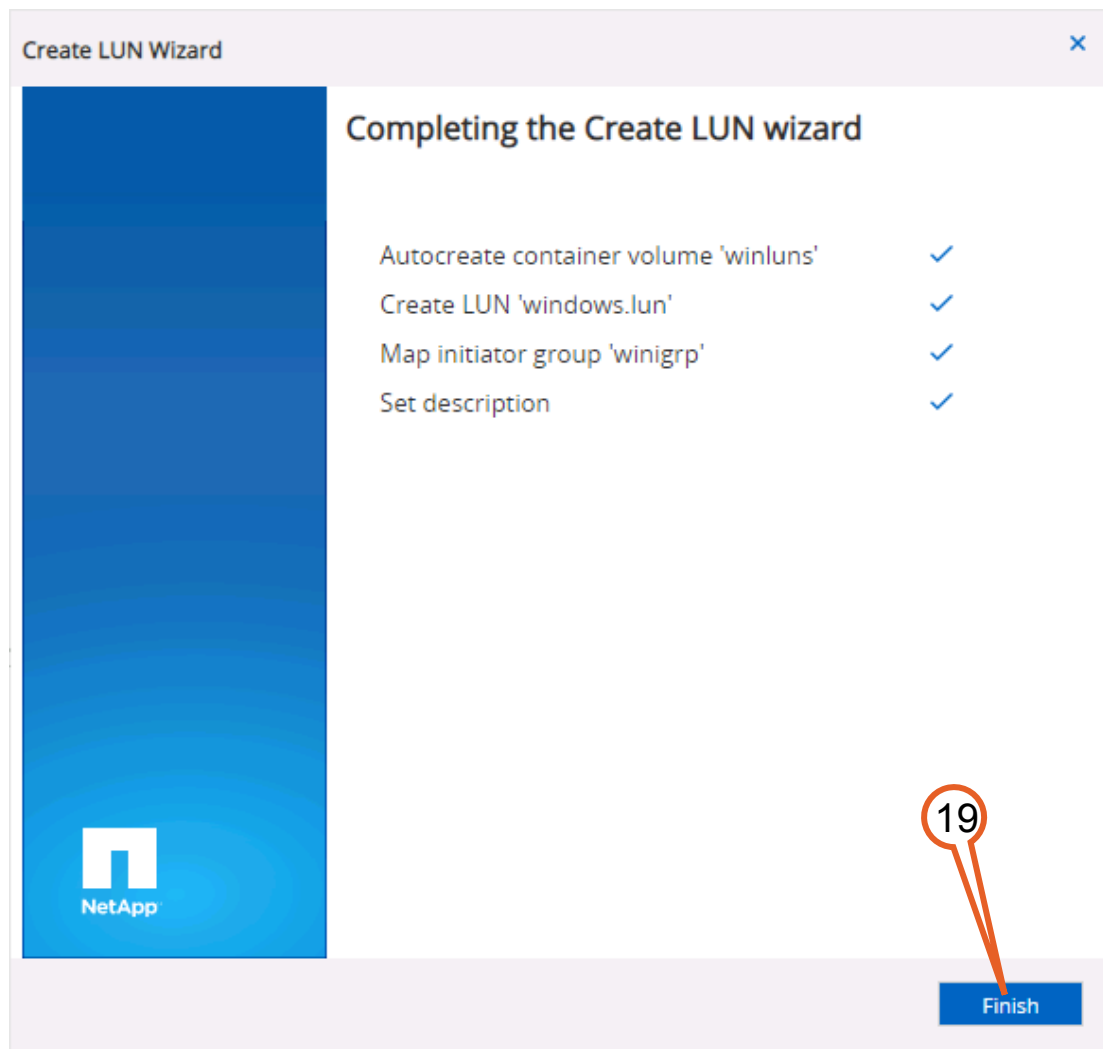 Create LUN Wizard
Completing the Create LUN wizard
Autocreate container volume 'winluns'
Create LUN 'windows.lun'
Map initiator group 'winigrp'
Set description
19
NetApp
Finish